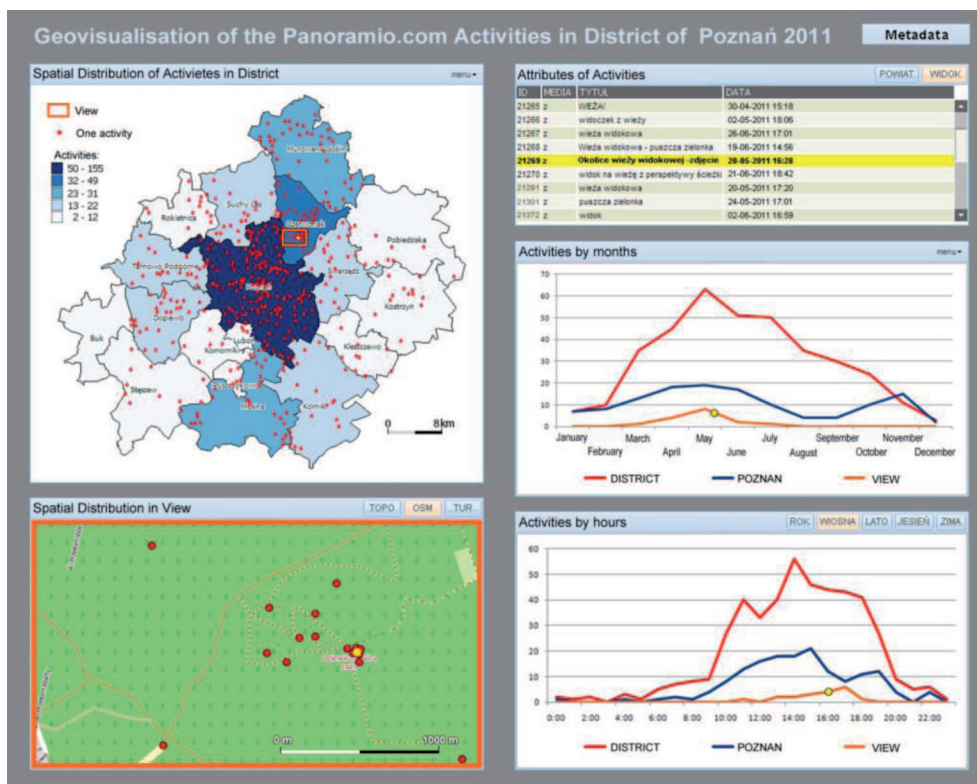 Geovisualisation of the Panoramio.com Activities in District of Poznań 2011
Metadata
Spatial Distribution of Activietes in District
menu
View
One activity
Activities:
50 - 155
32 - 49
23 - 31
13 - 22
2 - 12
Murowana Goślina
Suchy Las
Rokietnica
Czerwonak
Pobiedziska
Tarnowo Podgórne
Swarzędz
Poznań
Kostrzyn
Dopiewo
Buk
Luboń
Komorniki
Kleszczewo
Stęszew
Puszczykowo
Mosina
Kórnik
0 8km
Spatial Distribution in View
TOPO OSM TUR
0 m 1000 m
Attributes of Activities
POWIAT WIDOK
ID MEDIA TYTUŁ DATA
21265 z WIEŻA! 30-04-2011 15:18
21266 z widoczek z wieży 02-05-2011 18:06
21267 z wieża widokowa 26-06-2011 17:01
21268 z Wieża widokowa - puszcza zielonka 19-06-2011 14:56
21269 z Okolice wieży widokowej -zdjęcie 28-05-2011 16:28
21270 z widok na wieżę z perspektywy ścieżki 21-06-2011 18:42
21291 z wieża widokowa 20-05-2011 17:20
21301 z puszcza zielonka 24-05-2011 17:01
21372 z widok 02-06-2011 16:59
Activities by months
menu
70
60
50
40
30
20
10
0
January March May July September November
February April June August October December
DISTRICT POZNAN VIEW
Activities by hours
ROK WIOSNA LATO JESIEŃ ZIMA
60
50
40
30
20
10
0
0:00 2:00 4:00 6:00 8:00 10:00 12:00 14:00 16:00 18:00 20:00 22:00
DISTRICT POZNAN VIEW